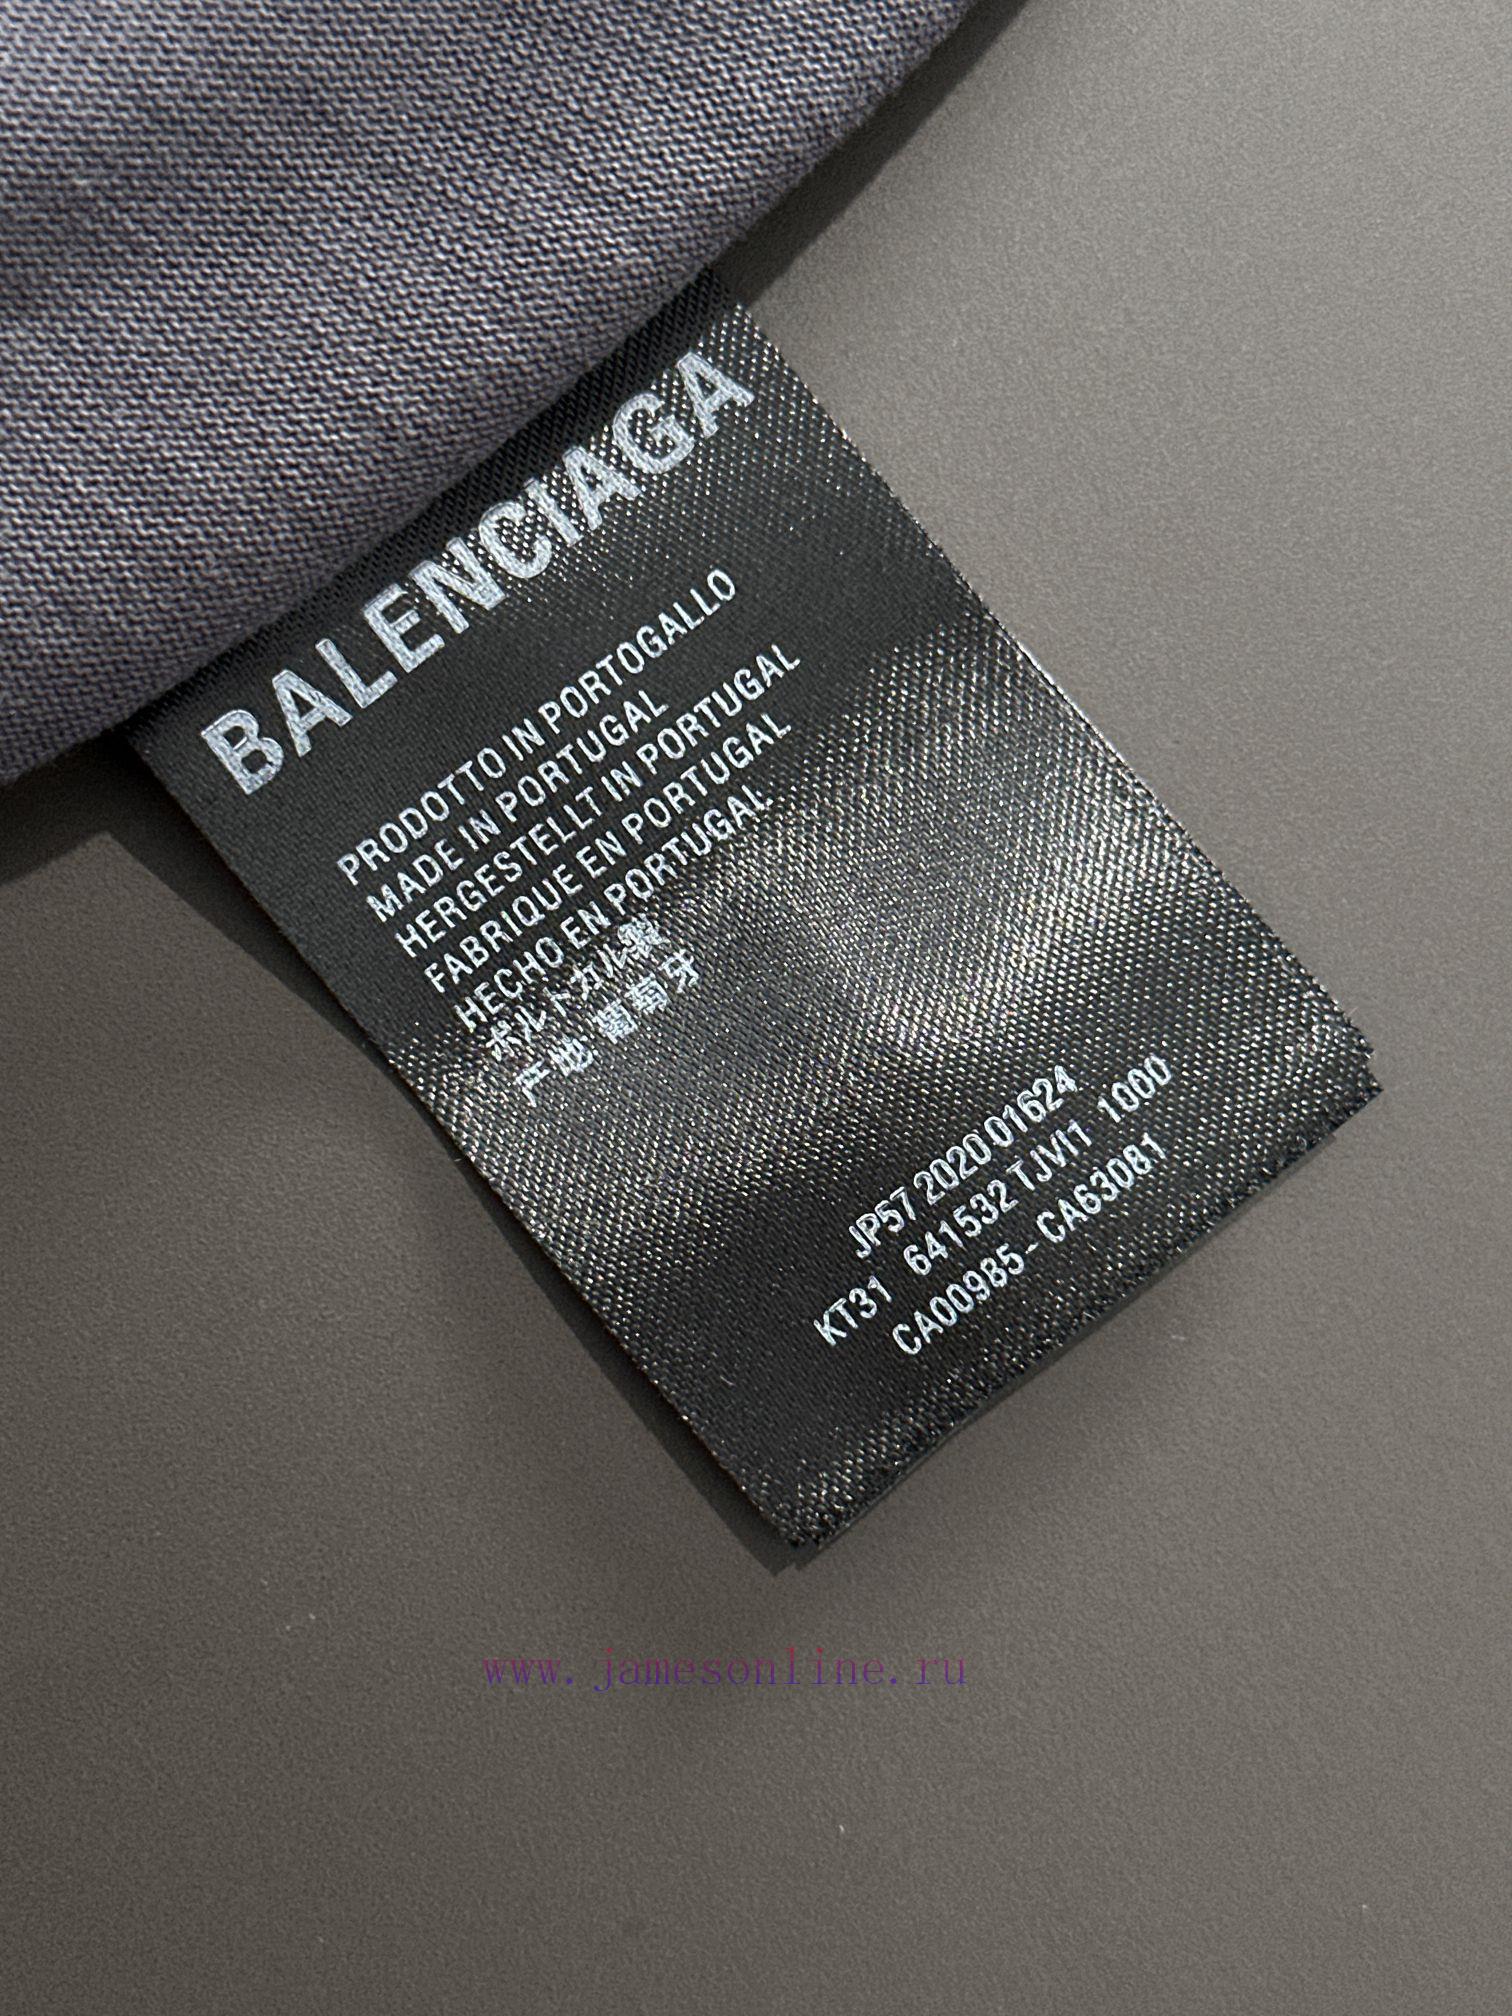 BALENCIAGA
PRODOTTO IN PORTOGALLO
MADE IN PORTUGAL
HERGESTELLT IN PORTUGAL
FABRIQUE EN PORTUGAL
HECHO EN PORTUGAL
ポルトガル製
产地 葡萄牙
JP57 2020 01624
KT31 641532 TJVI1 1000
CA00985 - CA63081
www.jamesonline.ru